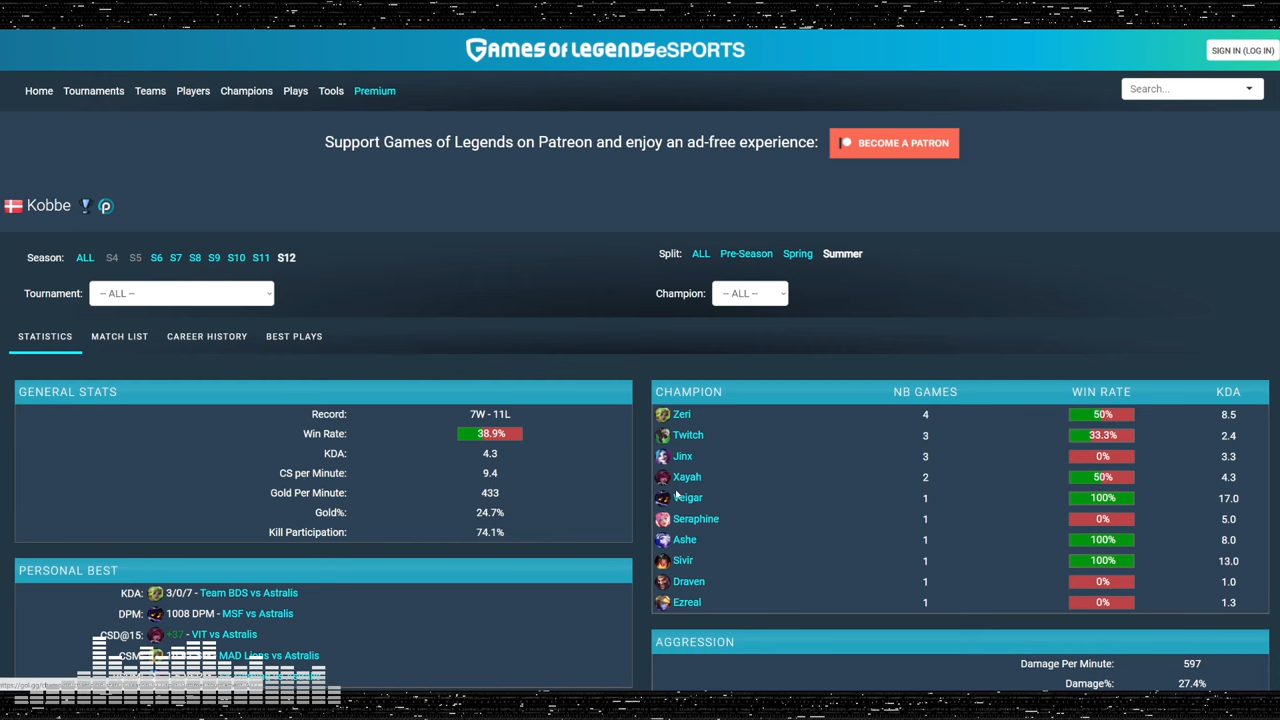 GAMES OF LEGENDS eSPORTS
SIGN IN (LOG IN)
Home Tournaments Teams Players Champions Plays Tools Premium
Search...
Support Games of Legends on Patreon and enjoy an ad-free experience: BECOME A PATRON
Kobbe
Season: ALL S4 S5 S6 S7 S8 S9 S10 S11 S12
Split: ALL Pre-Season Spring Summer
Tournament: -- ALL --
Champion: -- ALL --
STATISTICS MATCH LIST CAREER HISTORY BEST PLAYS
GENERAL STATS
Record: 7W - 11L
Win Rate: 38.9%
KDA: 4.3
CS per Minute: 9.4
Gold Per Minute: 433
Gold%: 24.7%
Kill Participation: 74.1%
PERSONAL BEST
KDA: 3/0/7 - Team BDS vs Astralis
DPM: 1008 DPM - MSF vs Astralis
CSD@15: +37 - VIT vs Astralis
CSM: MAD Lions vs Astralis
CHAMPION NB GAMES WIN RATE KDA
Zeri 4 50% 8.5
Twitch 3 33.3% 2.4
Jinx 3 0% 3.3
Xayah 2 50% 4.3
Veigar 1 100% 17.0
Seraphine 1 0% 5.0
Ashe 1 100% 8.0
Sivir 1 100% 13.0
Draven 1 0% 1.0
Ezreal 1 0% 1.3
AGGRESSION
Damage Per Minute: 597
Damage%: 27.4%